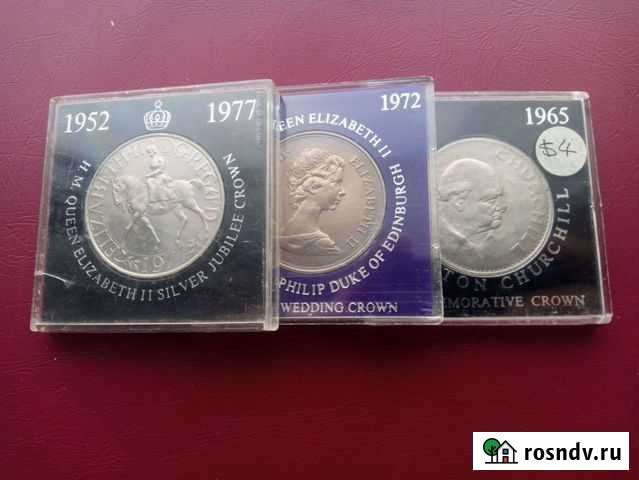 1952 1977
H.M. QUEEN ELIZABETH II SILVER JUBILEE CROWN
1972
QUEEN ELIZABETH II
PHILIP DUKE OF EDINBURGH
WEDDING CROWN
ELIZABETH
1965
$4
CHURCHILL
TON CHURCHILL
MMORATIVE CROWN
rosndv.ru